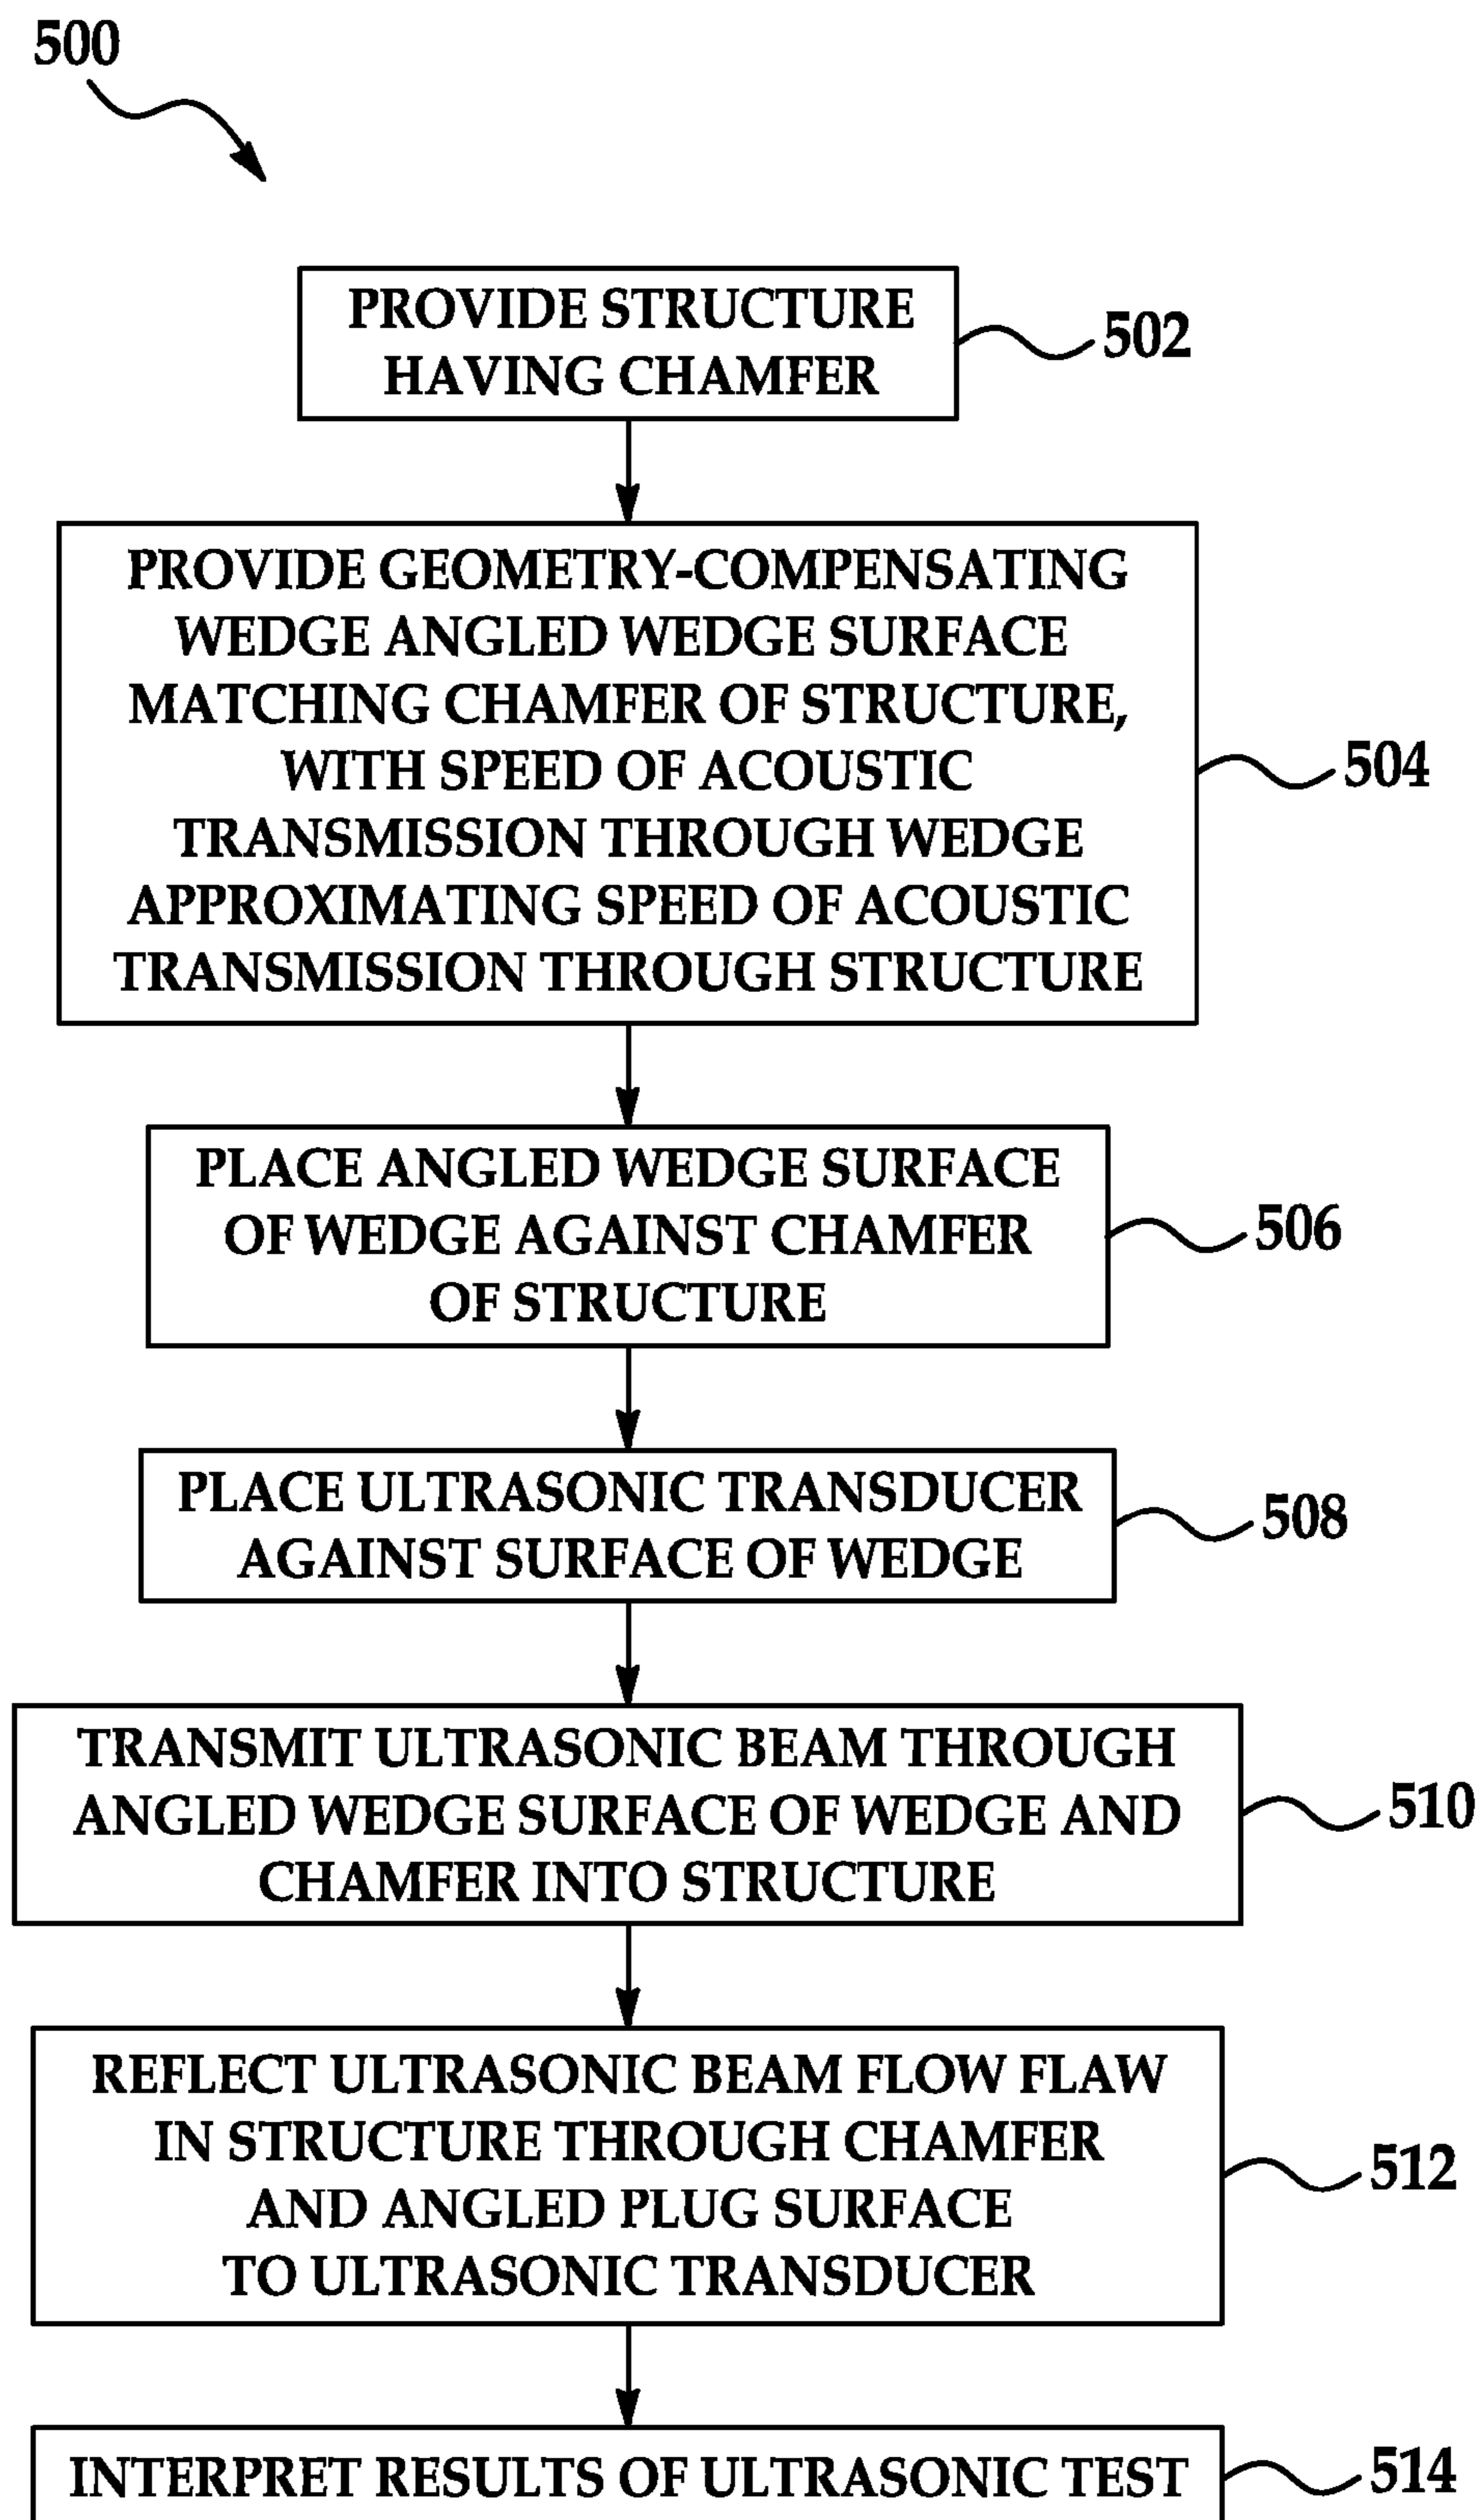 500
PROVIDE STRUCTURE
HAVING CHAMFER
502
PROVIDE GEOMETRY-COMPENSATING
WEDGE ANGLED WEDGE SURFACE
MATCHING CHAMFER OF STRUCTURE,
WITH SPEED OF ACOUSTIC
TRANSMISSION THROUGH WEDGE
APPROXIMATING SPEED OF ACOUSTIC
TRANSMISSION THROUGH STRUCTURE
504
PLACE ANGLED WEDGE SURFACE
OF WEDGE AGAINST CHAMFER
OF STRUCTURE
506
PLACE ULTRASONIC TRANSDUCER
AGAINST SURFACE OF WEDGE
508
TRANSMIT ULTRASONIC BEAM THROUGH
ANGLED WEDGE SURFACE OF WEDGE AND
CHAMFER INTO STRUCTURE
510
REFLECT ULTRASONIC BEAM FLOW FLAW
IN STRUCTURE THROUGH CHAMFER
AND ANGLED PLUG SURFACE
TO ULTRASONIC TRANSDUCER
512
INTERPRET RESULTS OF ULTRASONIC TEST
514